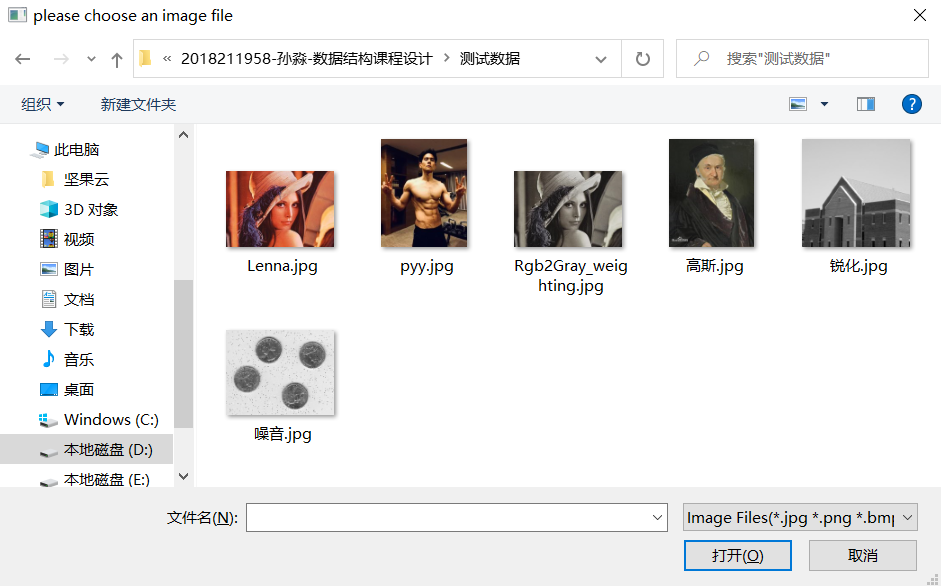 please choose an image file
« 2018211958-孙淼-数据结构课程设计 › 测试数据
搜索"测试数据"
组织
新建文件夹
此电脑
坚果云
3D 对象
视频
图片
文档
下载
音乐
桌面
Windows (C:)
本地磁盘 (D:)
本地磁盘 (E:)
Lenna.jpg
pyy.jpg
Rgb2Gray_weig
hting.jpg
高斯.jpg
锐化.jpg
噪音.jpg
文件名(N):
Image Files(*.jpg *.png *.bmp
打开(O)
取消